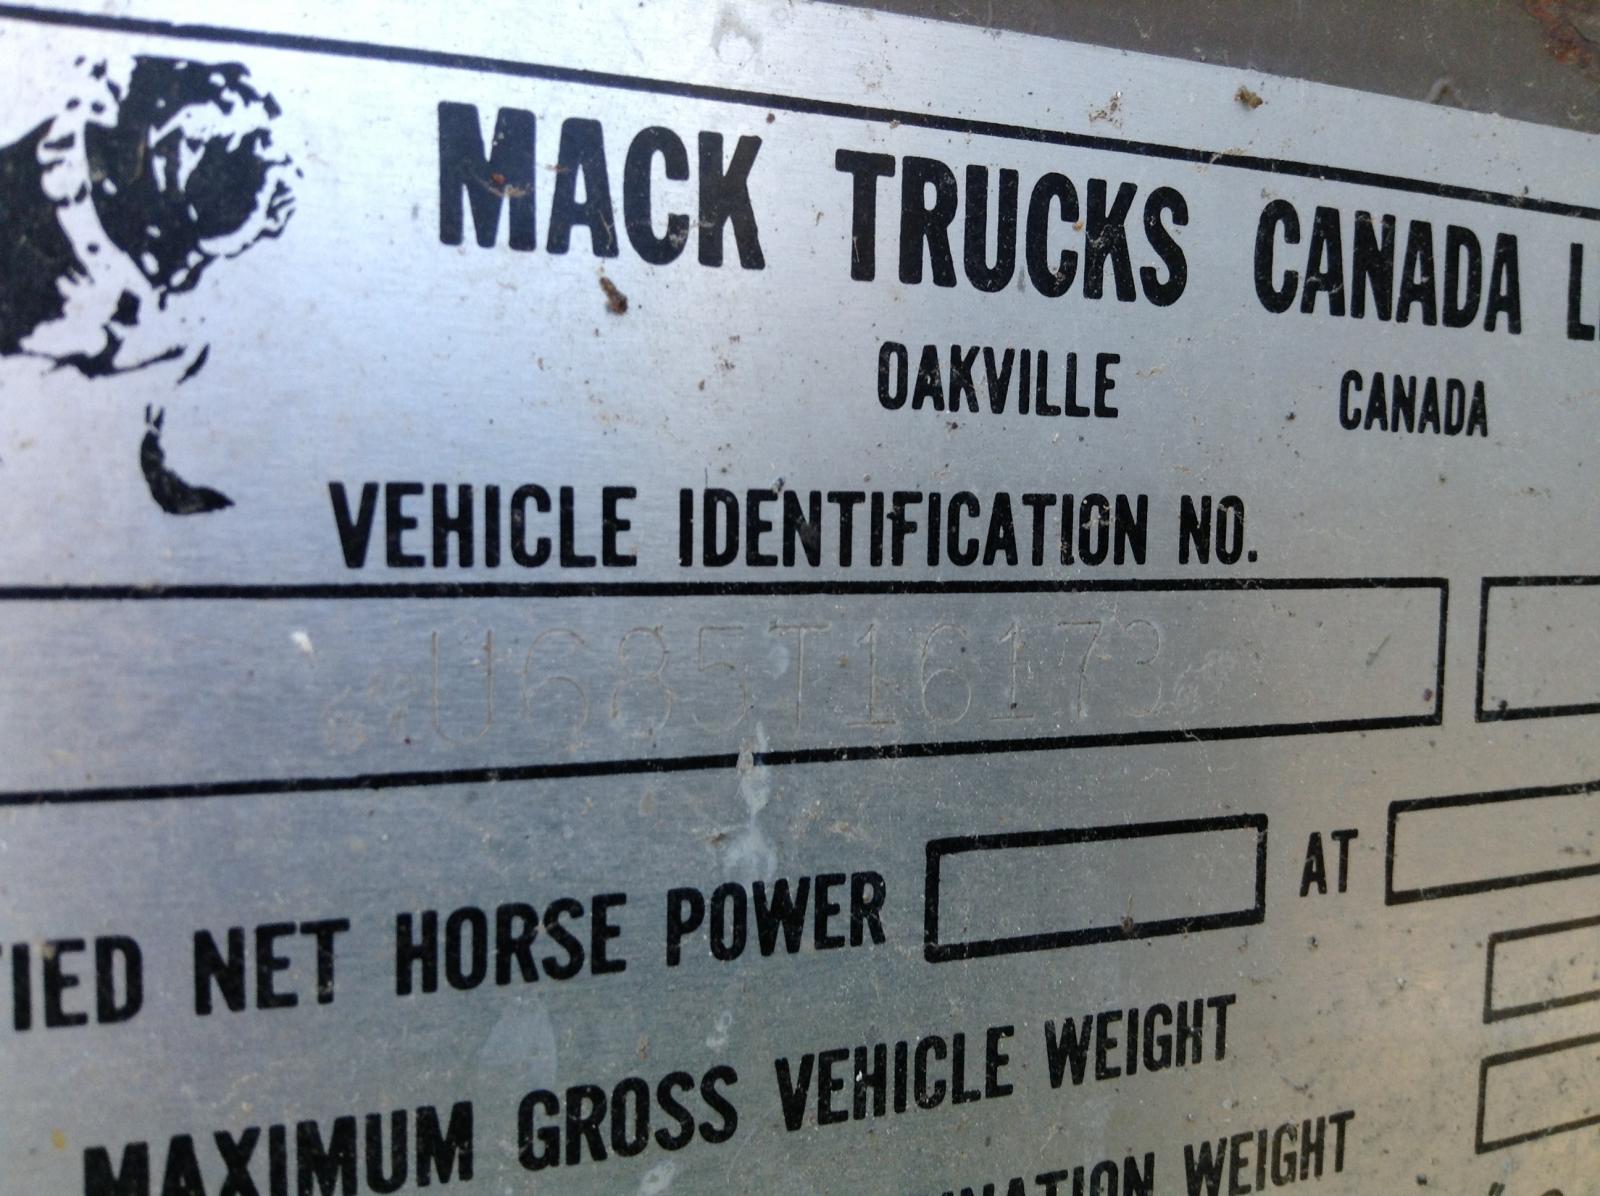 MACK TRUCKS CANADA
OAKVILLE CANADA
VEHICLE IDENTIFICATION NO.
U685T16173
NET HORSE POWER AT
MAXIMUM GROSS VEHICLE WEIGHT
WEIGHT